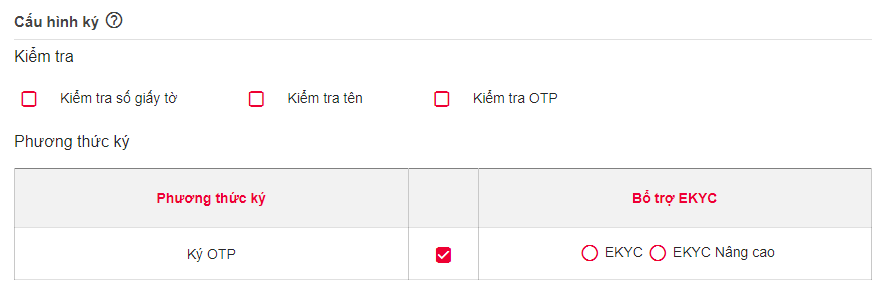 Cấu hình ký ?
Kiểm tra
Kiểm tra số giấy tờ Kiểm tra tên Kiểm tra OTP
Phương thức ký
Phương thức ký Bổ trợ EKYC
Ký OTP EKYC EKYC Nâng cao